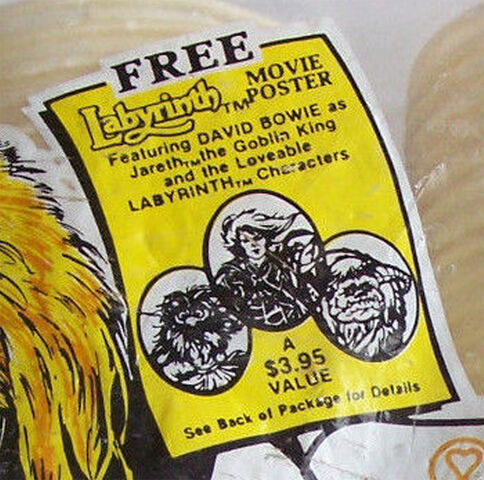 FREE
Labyrinth TM MOVIE
POSTER
Featuring DAVID BOWIE as
Jareth TM the Goblin King
and the Loveable
LABYRINTH TM Characters
A
$3.95
VALUE
See Back of Package for Details